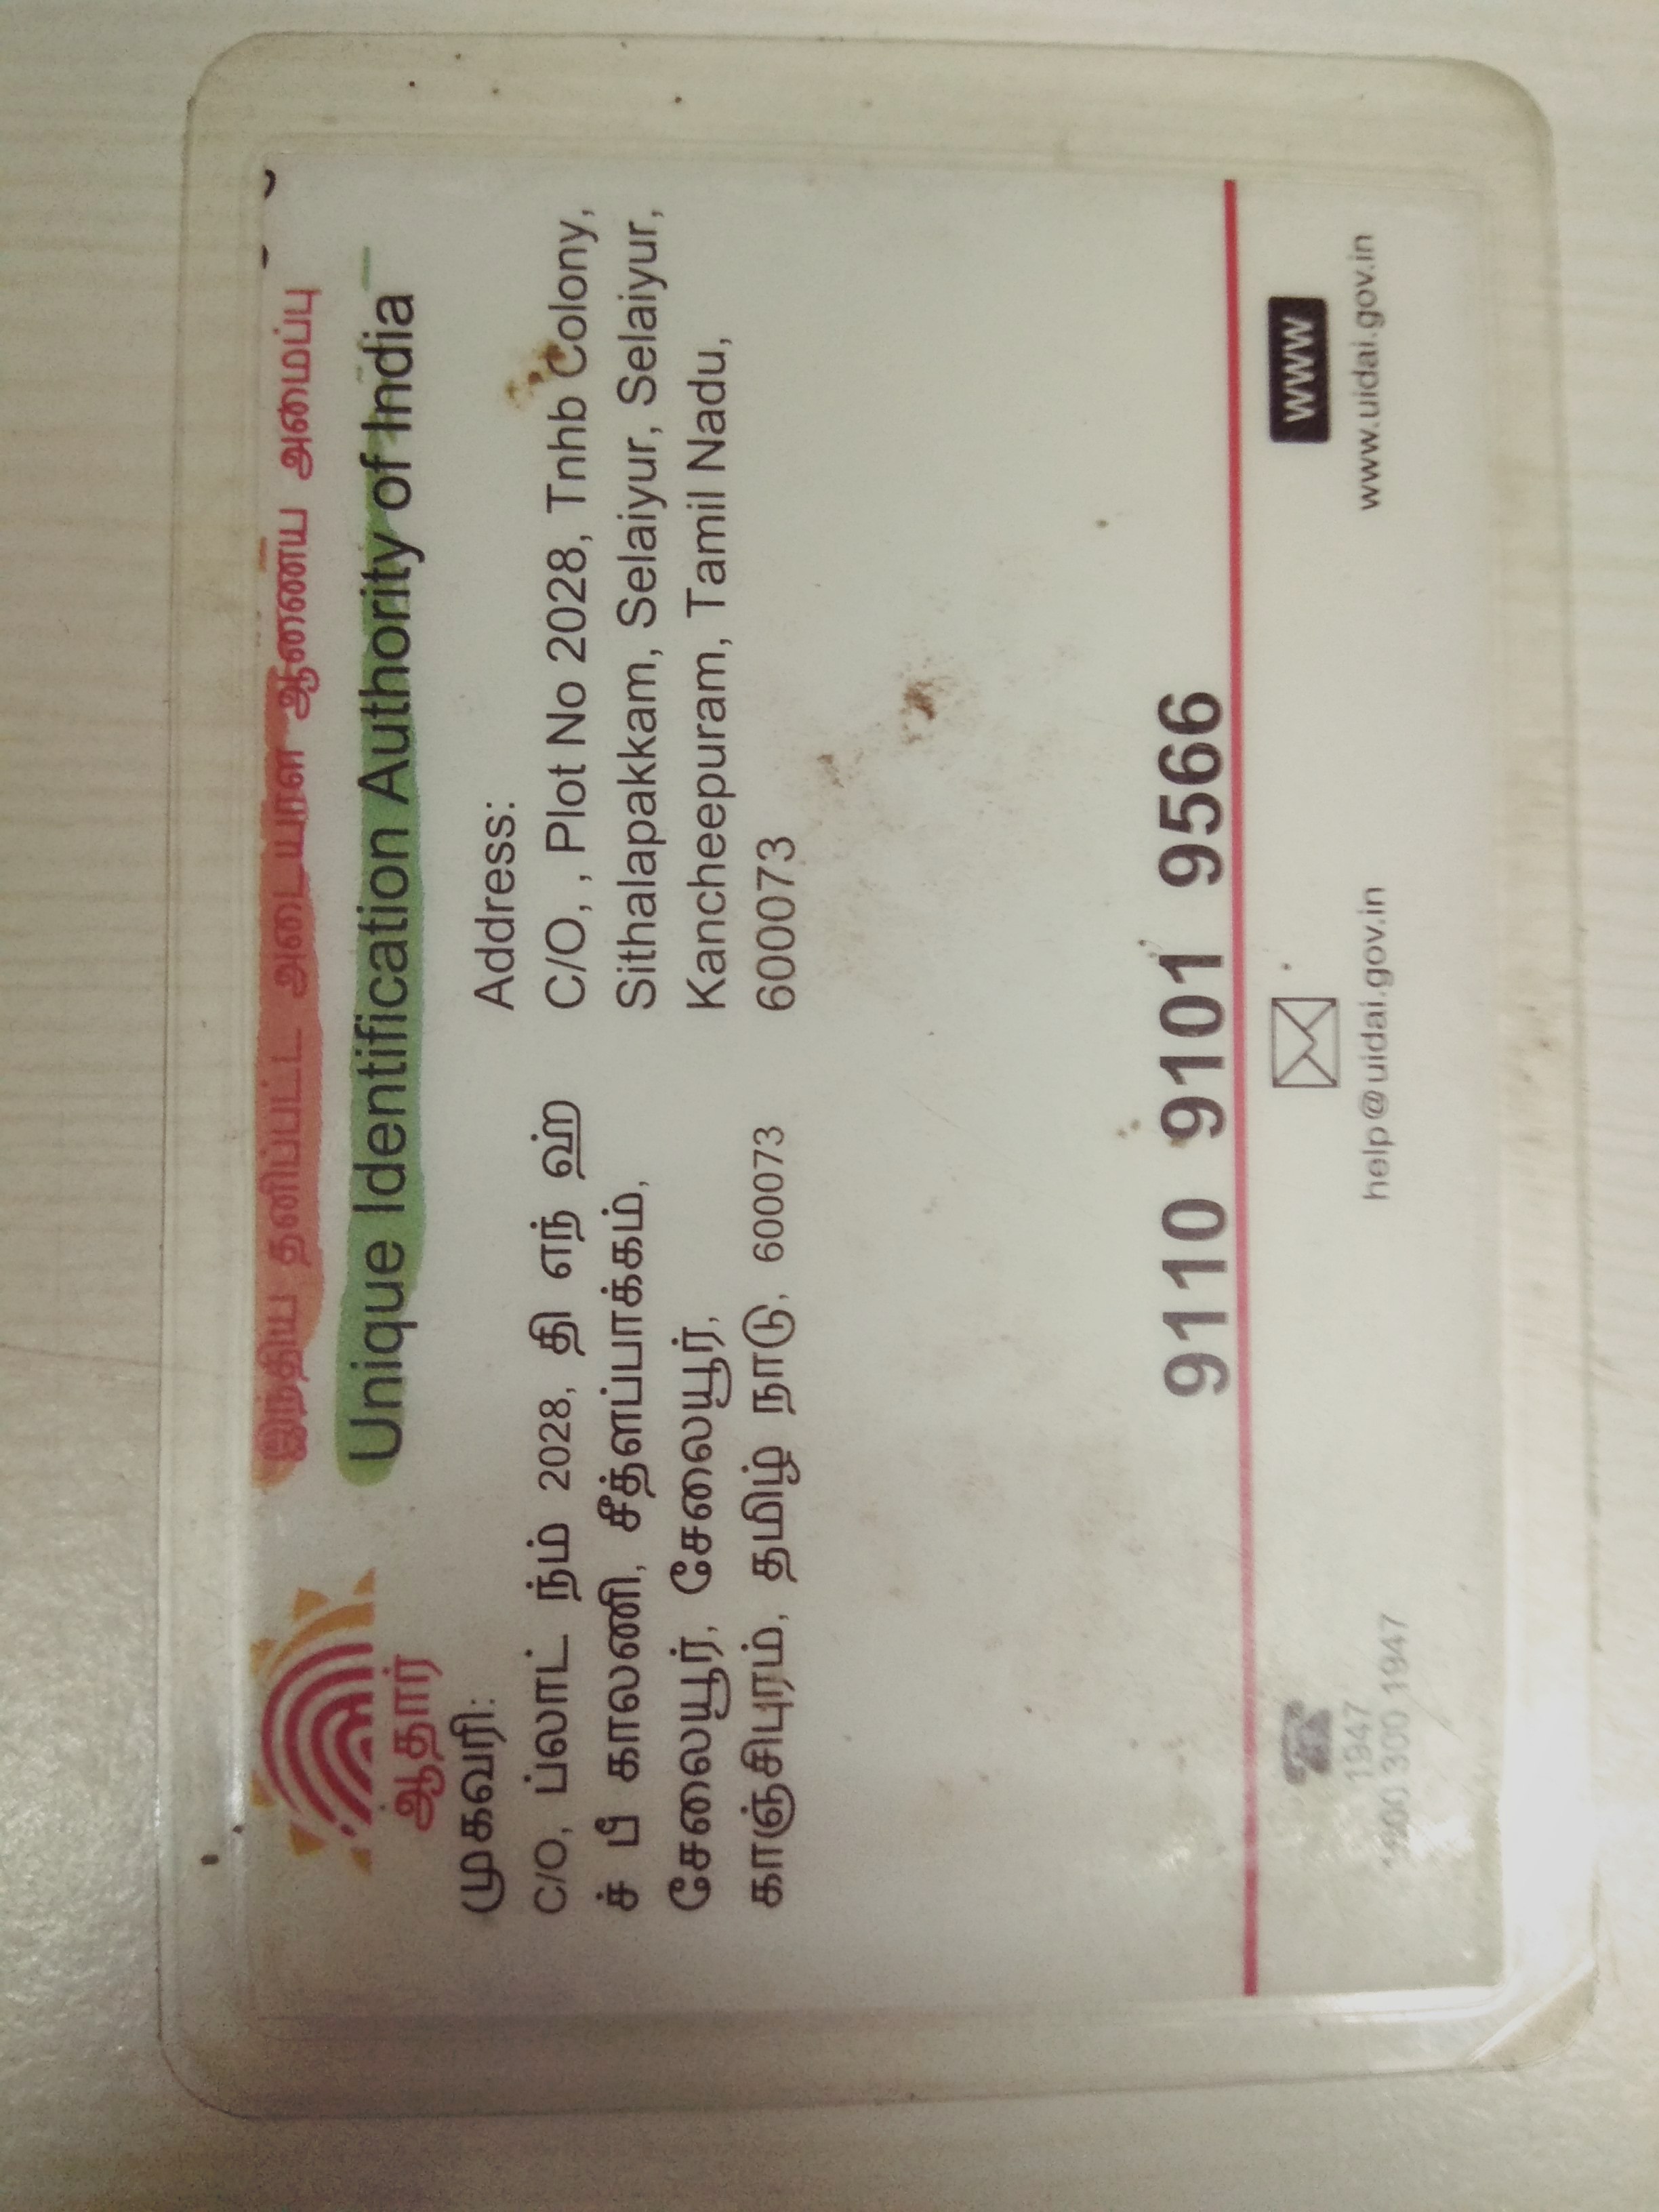 இந்திய தனிப்பட்ட அடையாள ஆணைய அமைப்பு
Unique Identification Authority of India
ஆதார்
முகவரி:
C/O, ப்லாட் நம் 2028, தி எந் ஹ்
ச் பீ காலணி, சீத்ளப்பாக்கம்,
சேலையூர், சேலையூர்,
காஞ்சிபுரம், தமிழ் நாடு, 600073
Address:
C/O, , Plot No 2028, Tnhb Colony,
Sithalapakkam, Selaiyur, Selaiyur,
Kancheepuram, Tamil Nadu,
600073
9110 9101 9566
1947
1800 300 1947
help@uidai.gov.in
WWW
www.uidai.gov.in